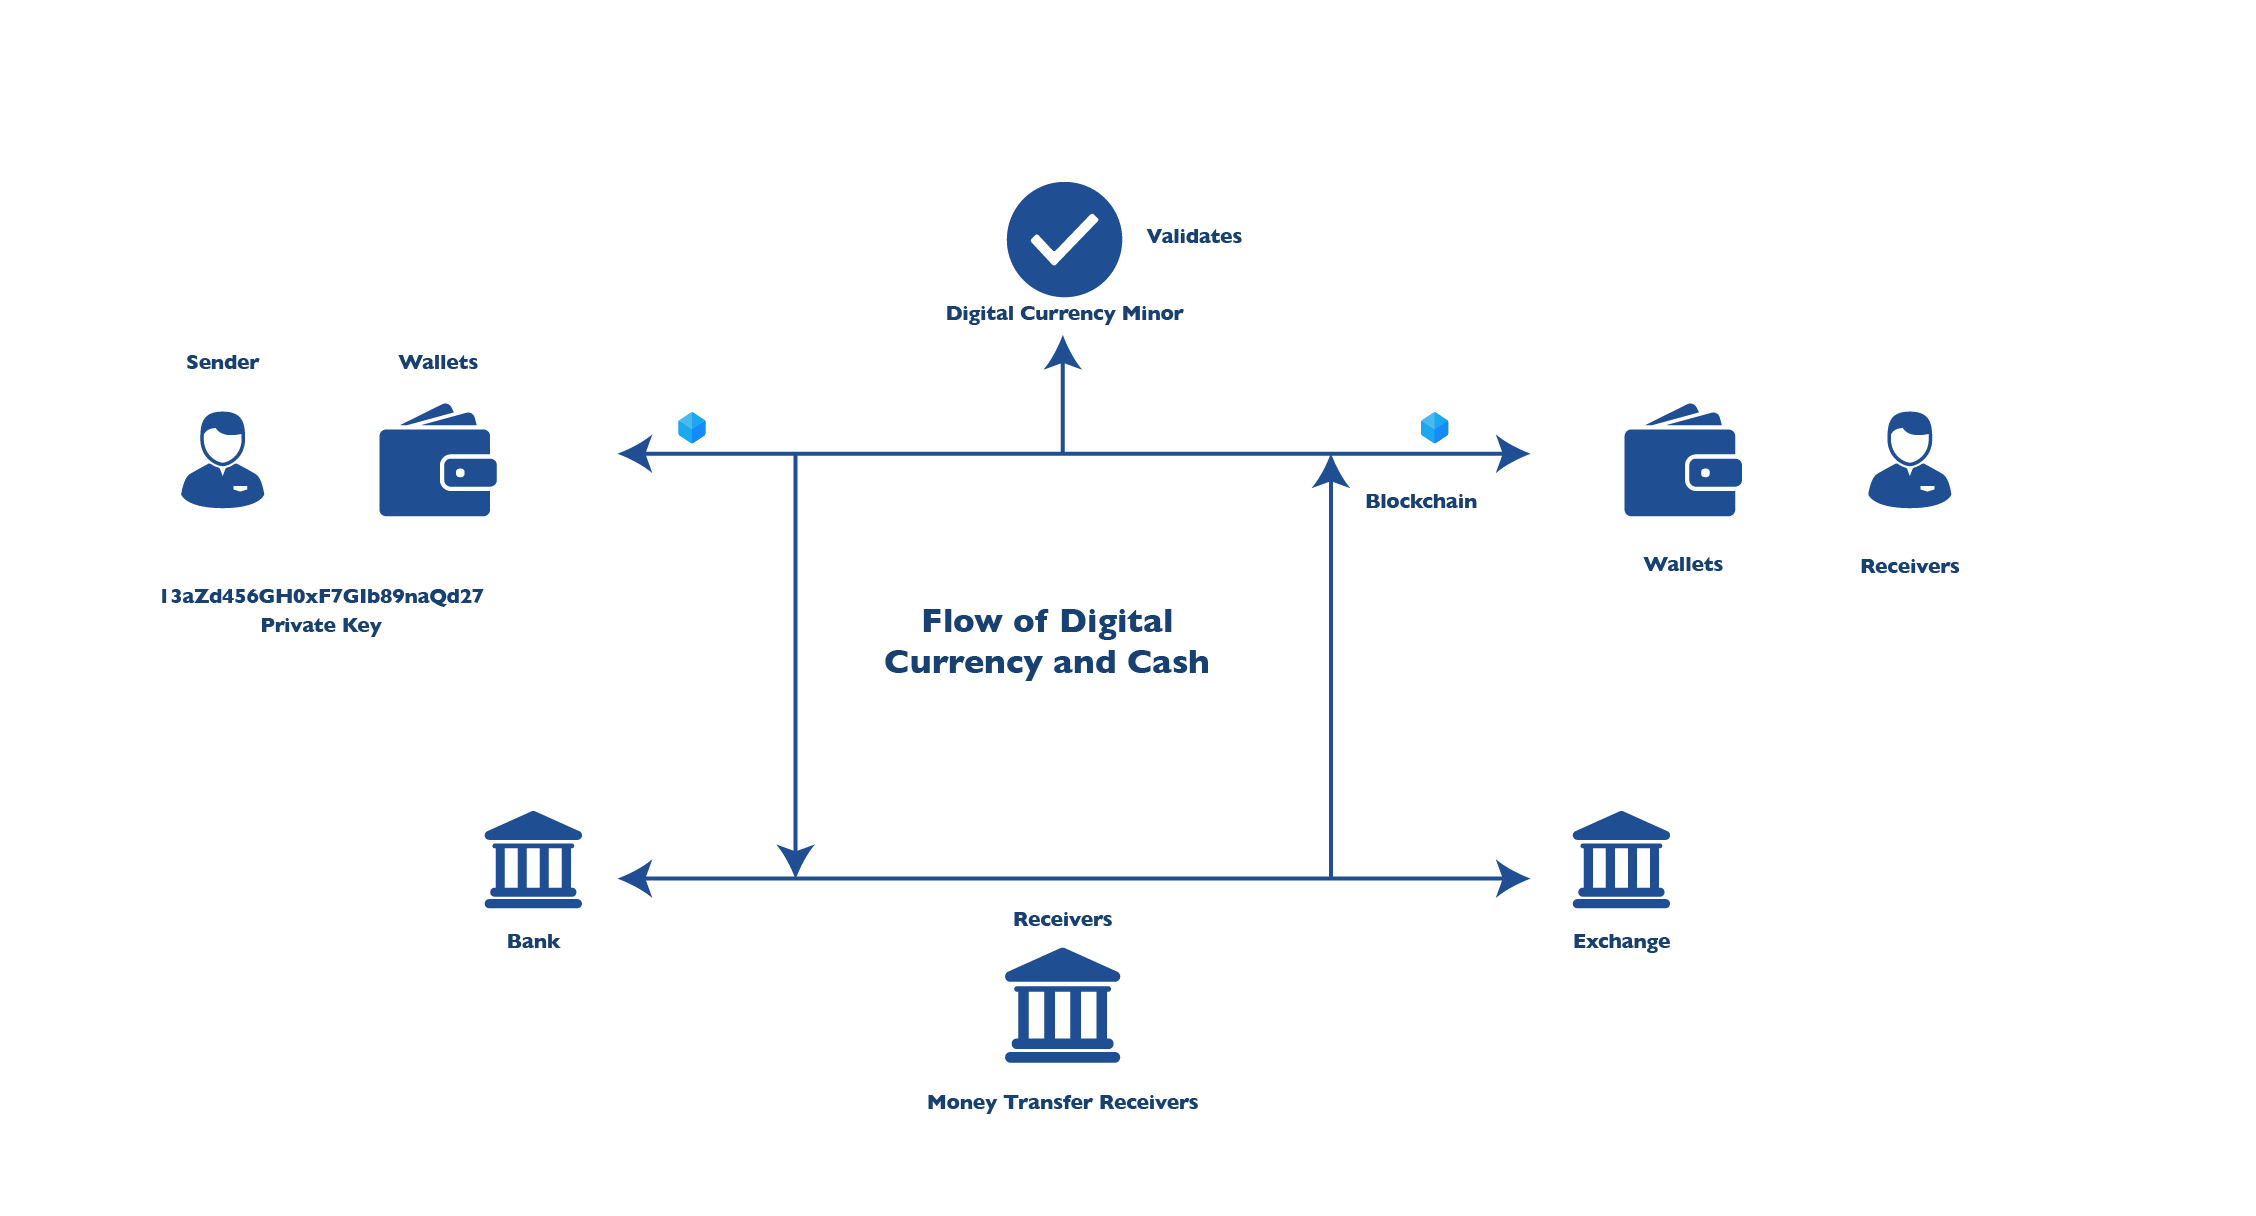 Validates
Digital Currency Minor
Sender
Wallets
Blockchain
Wallets
Receivers
13aZd456GH0xF7GIb89naQd27
Private Key
Flow of Digital
Currency and Cash
Receivers
Bank
Exchange
Money Transfer Receivers